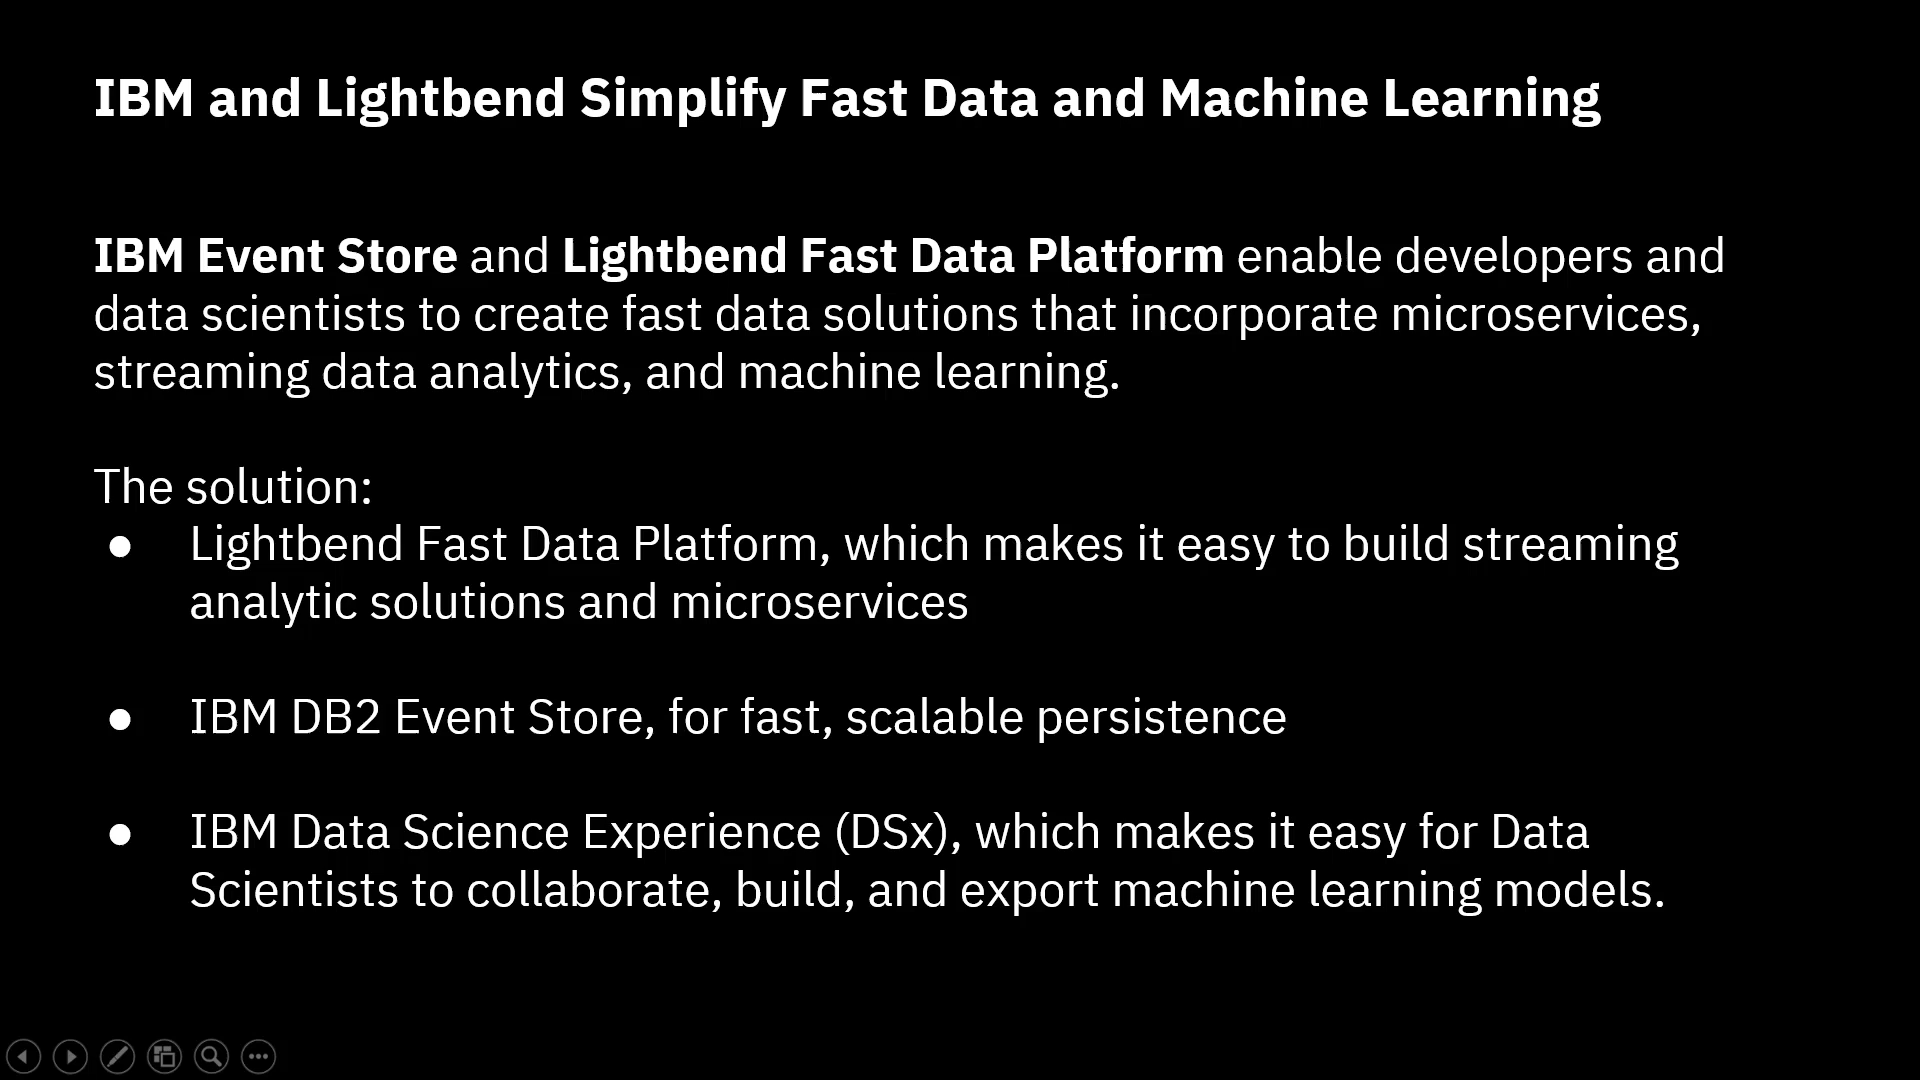 IBM and Lightbend Simplify Fast Data and Machine Learning
IBM Event Store and Lightbend Fast Data Platform enable developers and
data scientists to create fast data solutions that incorporate microservices,
streaming data analytics, and machine learning.
The solution:
● Lightbend Fast Data Platform, which makes it easy to build streaming
analytic solutions and microservices
● IBM DB2 Event Store, for fast, scalable persistence
● IBM Data Science Experience (DSx), which makes it easy for Data
Scientists to collaborate, build, and export machine learning models.